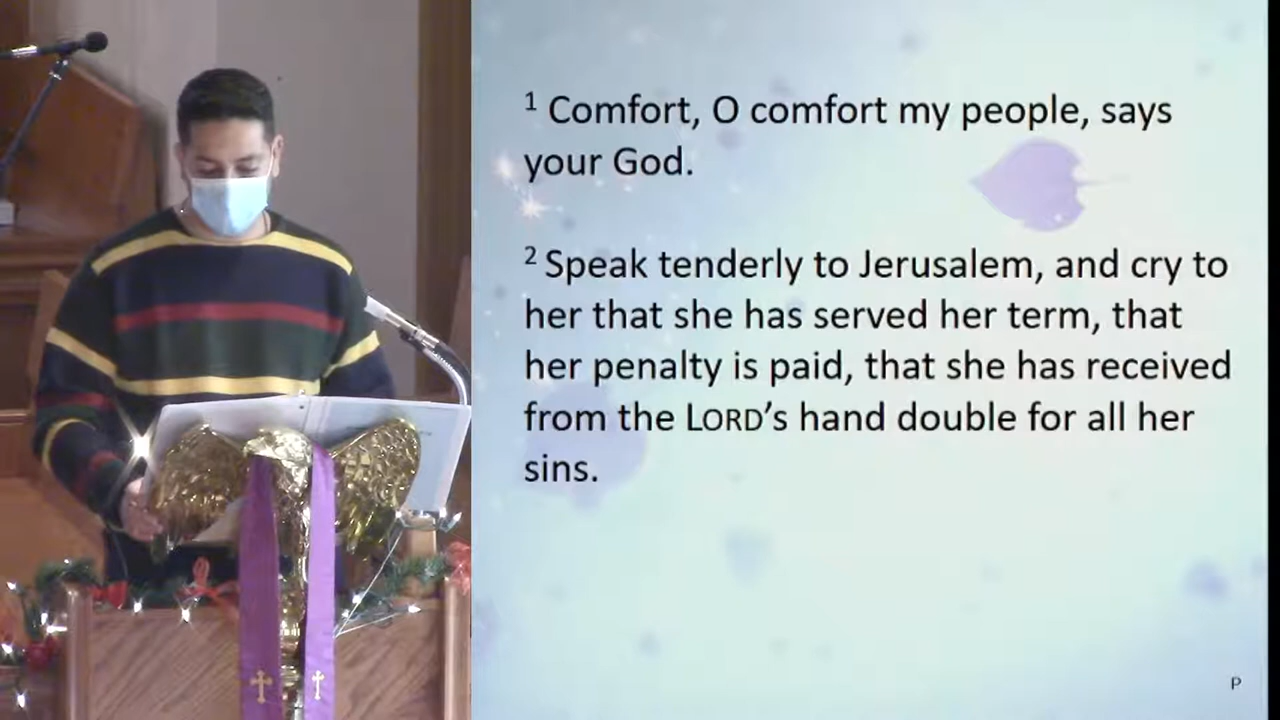 1 Comfort, O comfort my people, says
your God.
2 Speak tenderly to Jerusalem, and cry to
her that she has served her term, that
her penalty is paid, that she has received
from the LORD’s hand double for all her
sins.
P